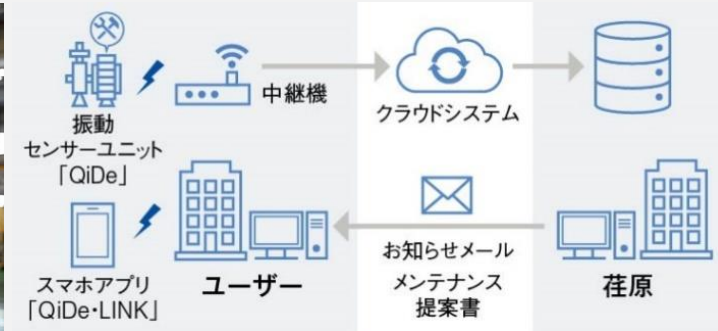 中継機
振動
センサーユニット
「QiDe」
クラウドシステム
スマホアプリ
「QiDe・LINK」
ユーザー
お知らせメール
メンテナンス
提案書
荏原